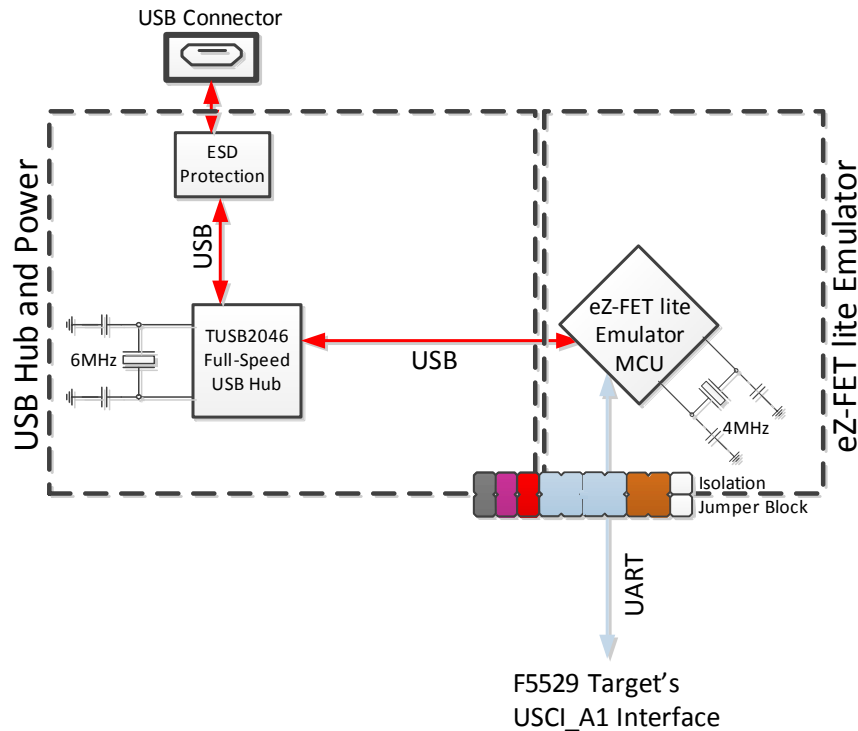 USB Connector
ESD
Protection
USB Hub and Power
USB
eZ-FET lite Emulator
eZ-FET lite
Emulator
MCU
TUSB2046
Full-Speed
USB Hub
6MHz
USB
4MHz
Isolation
Jumper Block
UART
F5529 Target’s
USCI_A1 Interface